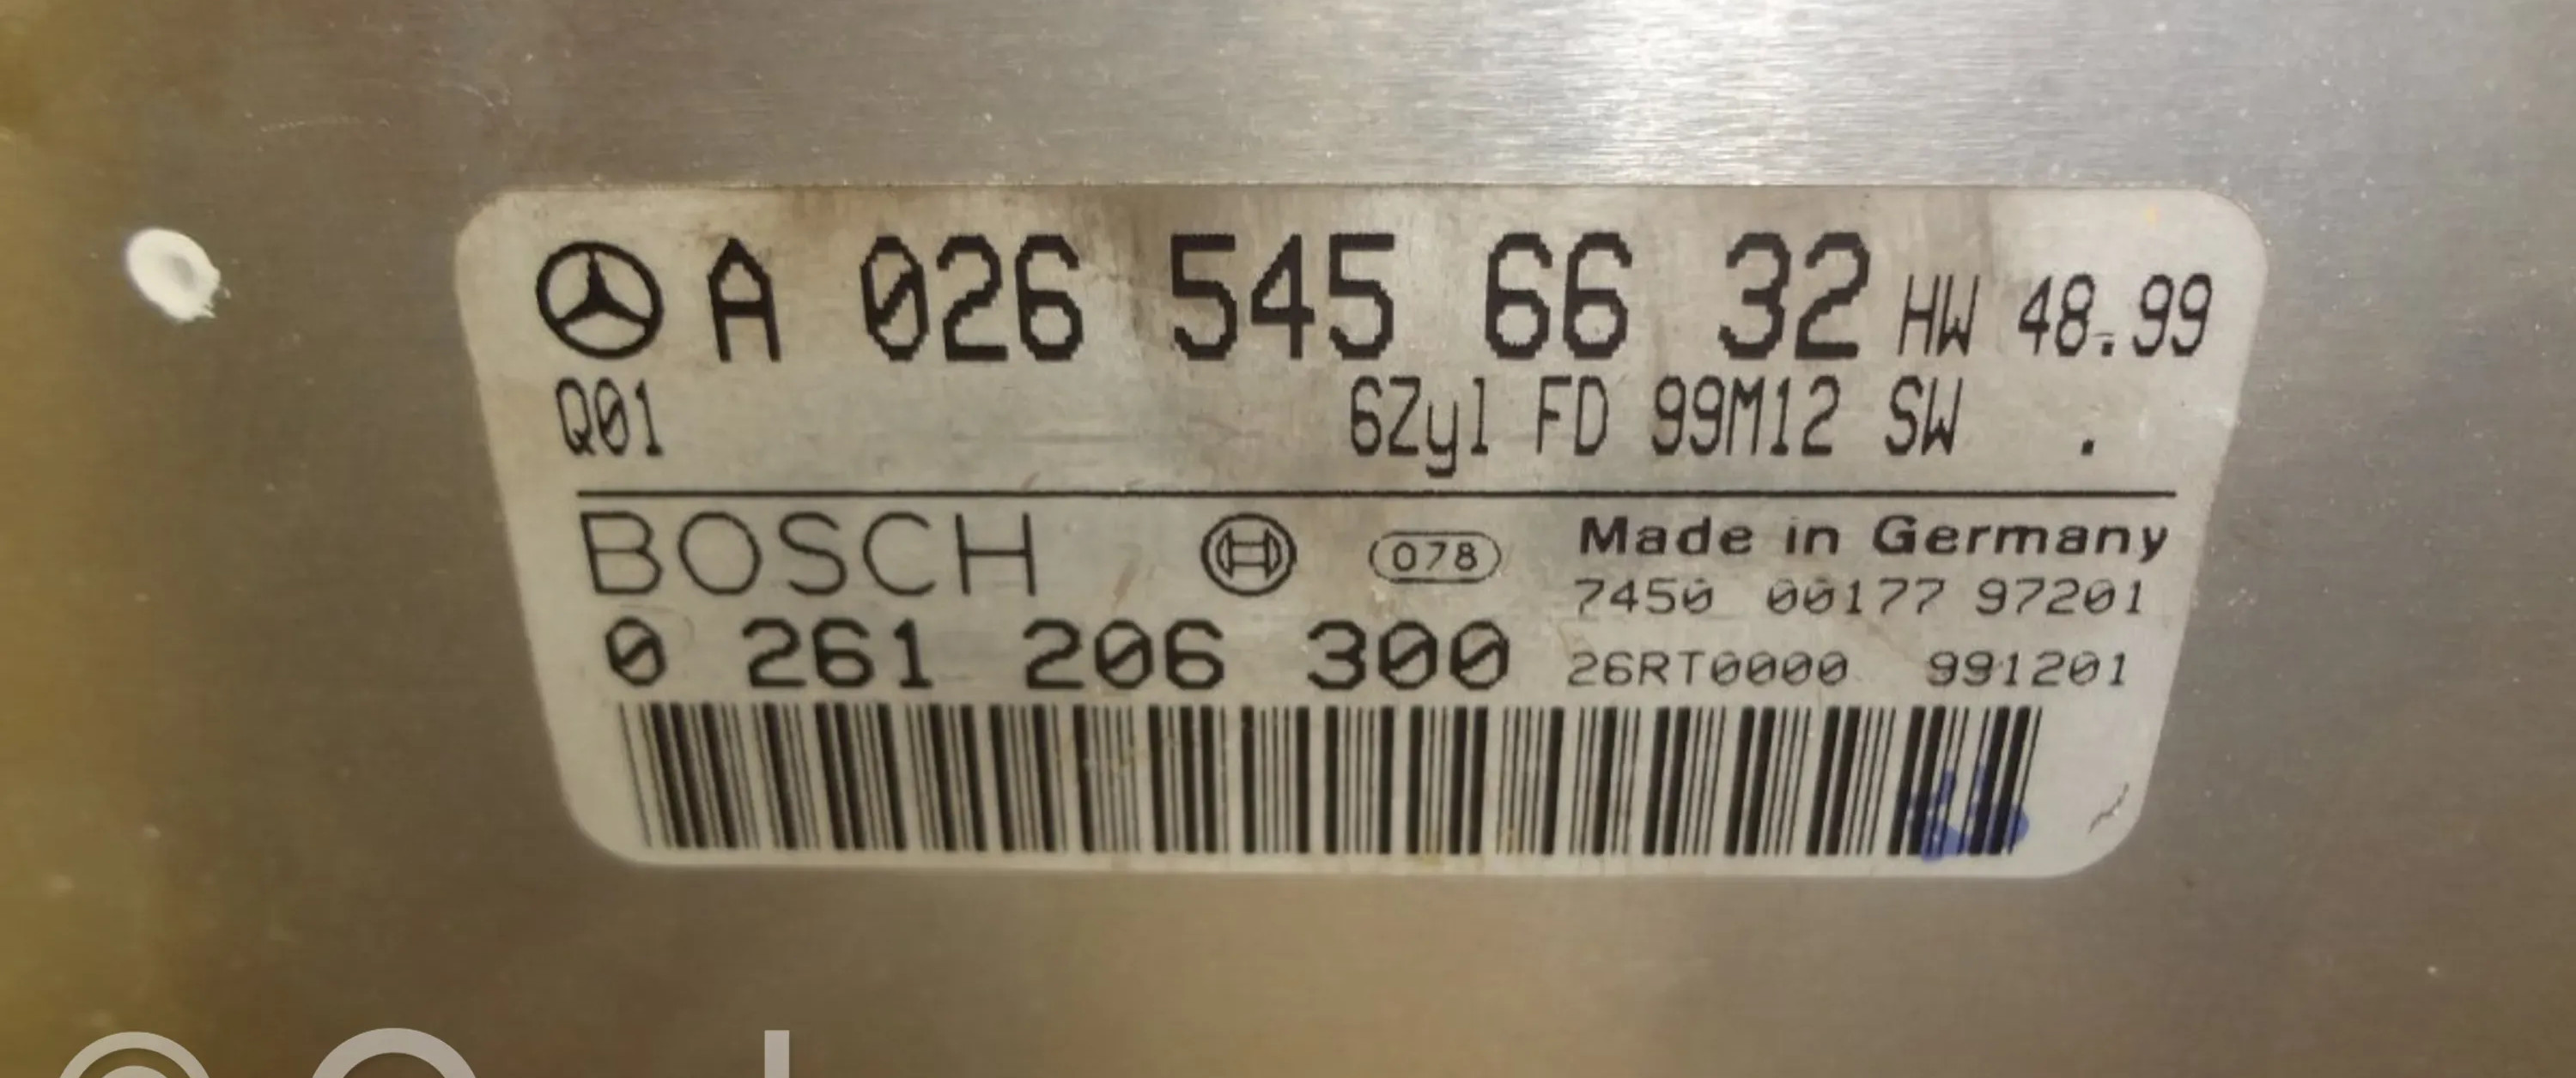 A 026 545 66 32 HW 48.99
Q01 6Zyl FD 99M12 SW .
BOSCH 078 Made in Germany
7450 00177 97201
0 261 206 300 26RT0000 991201